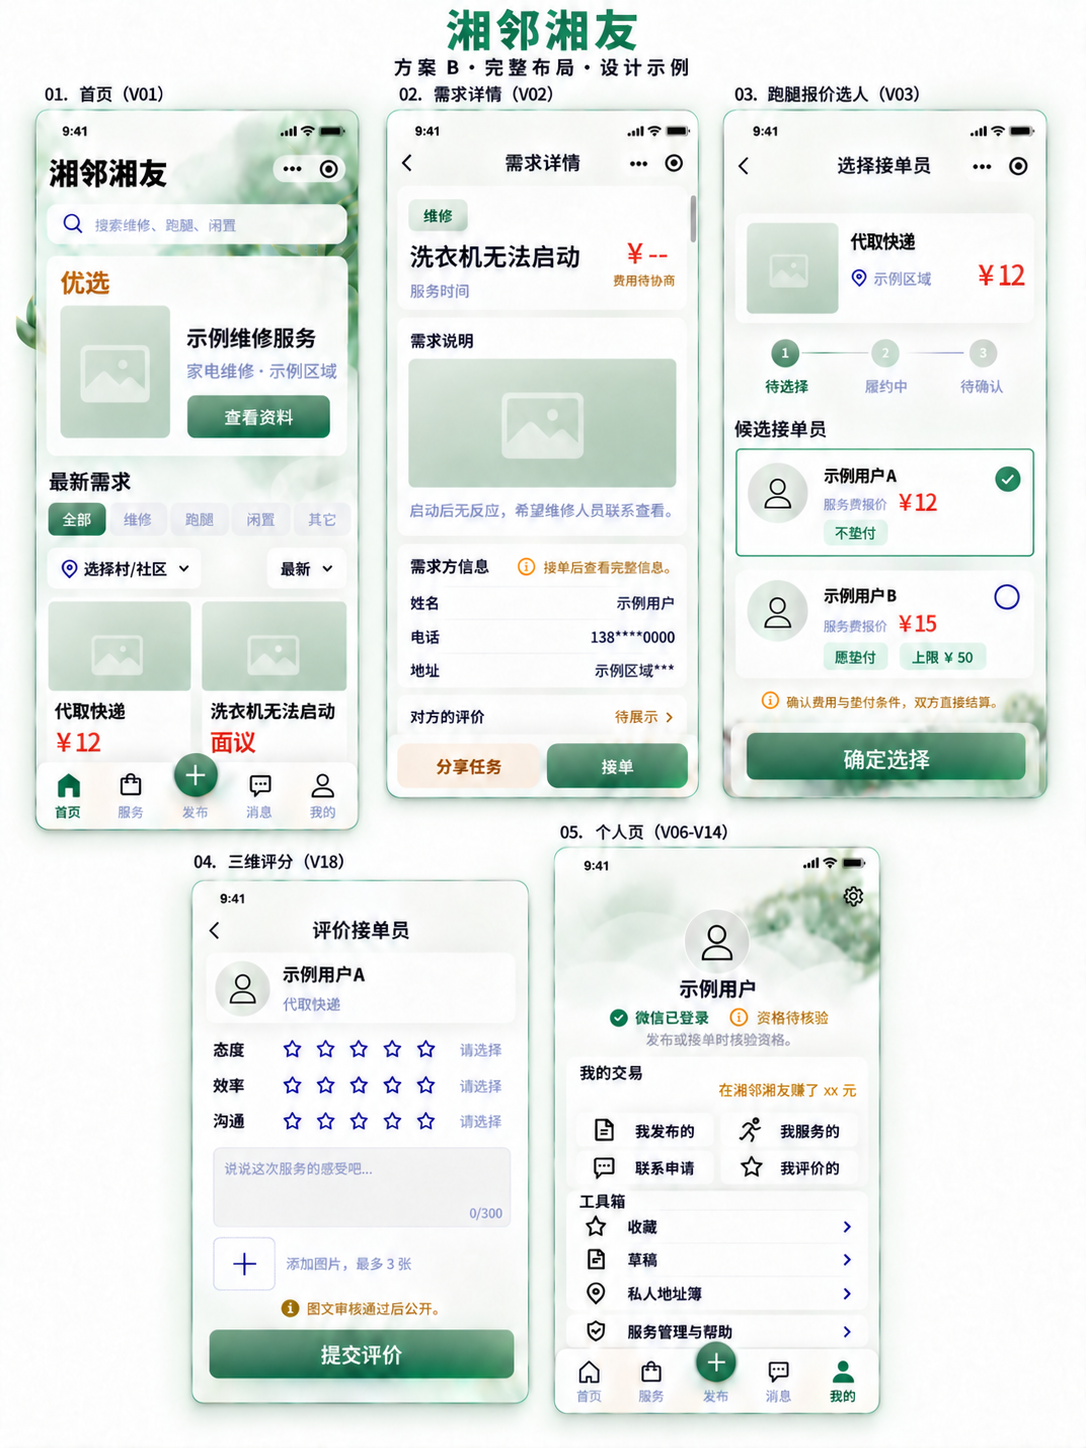 湘邻湘友
方案 B · 完整布局 · 设计示例
01. 首页（V01）
9:41
湘邻湘友
搜索维修、跑腿、闲置
优选
示例维修服务
家电维修 · 示例区域
查看资料
最新需求
全部 维修 跑腿 闲置 其它
选择村/社区 最新
代取快递 洗衣机无法启动
¥12 面议
首页 服务 发布 消息 我的
02. 需求详情（V02）
9:41
需求详情
维修
洗衣机无法启动 ¥--
服务时间 费用待协商
需求说明
启动后无反应，希望维修人员联系查看。
需求方信息 接单后查看完整信息。
姓名 示例用户
电话 138****0000
地址 示例区域***
对方的评价 待展示
分享任务 接单
03. 跑腿报价选人（V03）
9:41
选择接单员
代取快递
示例区域 ¥12
1 2 3
待选择 履约中 待确认
候选接单员
示例用户A
服务费报价 ¥12
不垫付
示例用户B
服务费报价 ¥15
愿垫付 上限 ¥ 50
确认费用与垫付条件，双方直接结算。
确定选择
04. 三维评分（V18）
9:41
评价接单员
示例用户A
代取快递
态度 请选择
效率 请选择
沟通 请选择
说说这次服务的感受吧...
0/300
添加图片，最多 3 张
图文审核通过后公开。
提交评价
05. 个人页（V06-V14）
9:41
示例用户
微信已登录 资格待核验
发布或接单时核验资格。
我的交易
在湘邻湘友赚了 xx 元
我发布的 我服务的
联系申请 我评价的
工具箱
收藏
草稿
私人地址簿
服务管理与帮助
首页 服务 发布 消息 我的